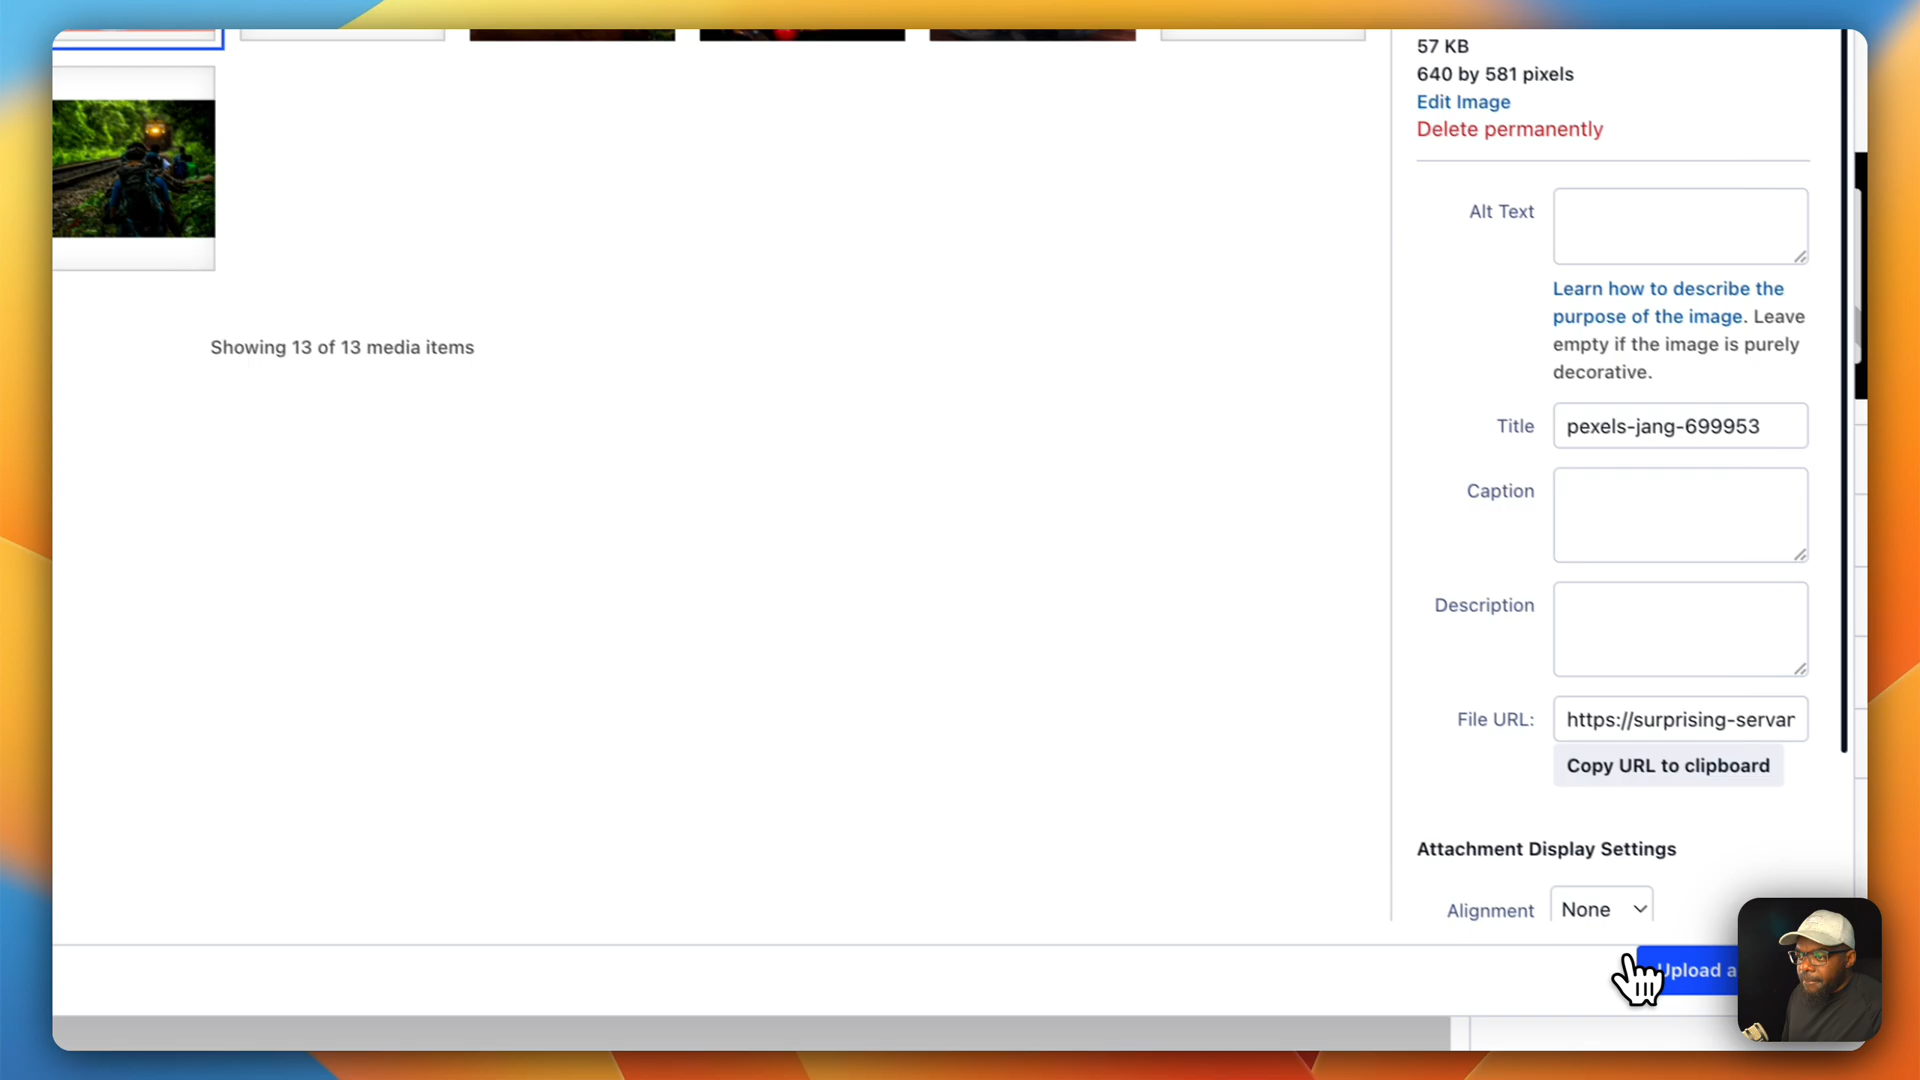 57 KB
640 by 581 pixels
Edit Image
Delete permanently
Alt Text
Learn how to describe the
purpose of the image. Leave
empty if the image is purely
decorative.
Showing 13 of 13 media items
Title
pexels-jang-699953
Caption
Description
File URL:
https://surprising-servar
Copy URL to clipboard
Attachment Display Settings
Alignment
None
Upload a